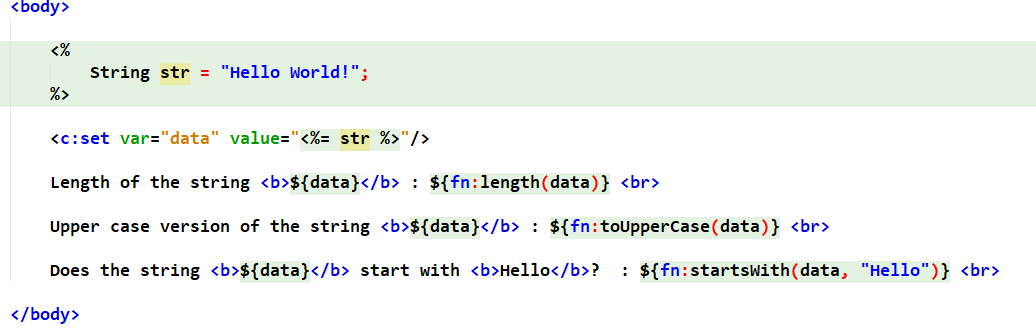 <body>
<%
String str = "Hello World!";
%>
<c:set var="data" value="<%= str %>"/>
Length of the string <b>${data}</b> : ${fn:length(data)} <br>
Upper case version of the string <b>${data}</b> : ${fn:toUpperCase(data)} <br>
Does the string <b>${data}</b> start with <b>Hello</b>?  : ${fn:startsWith(data, "Hello")} <br>
</body>